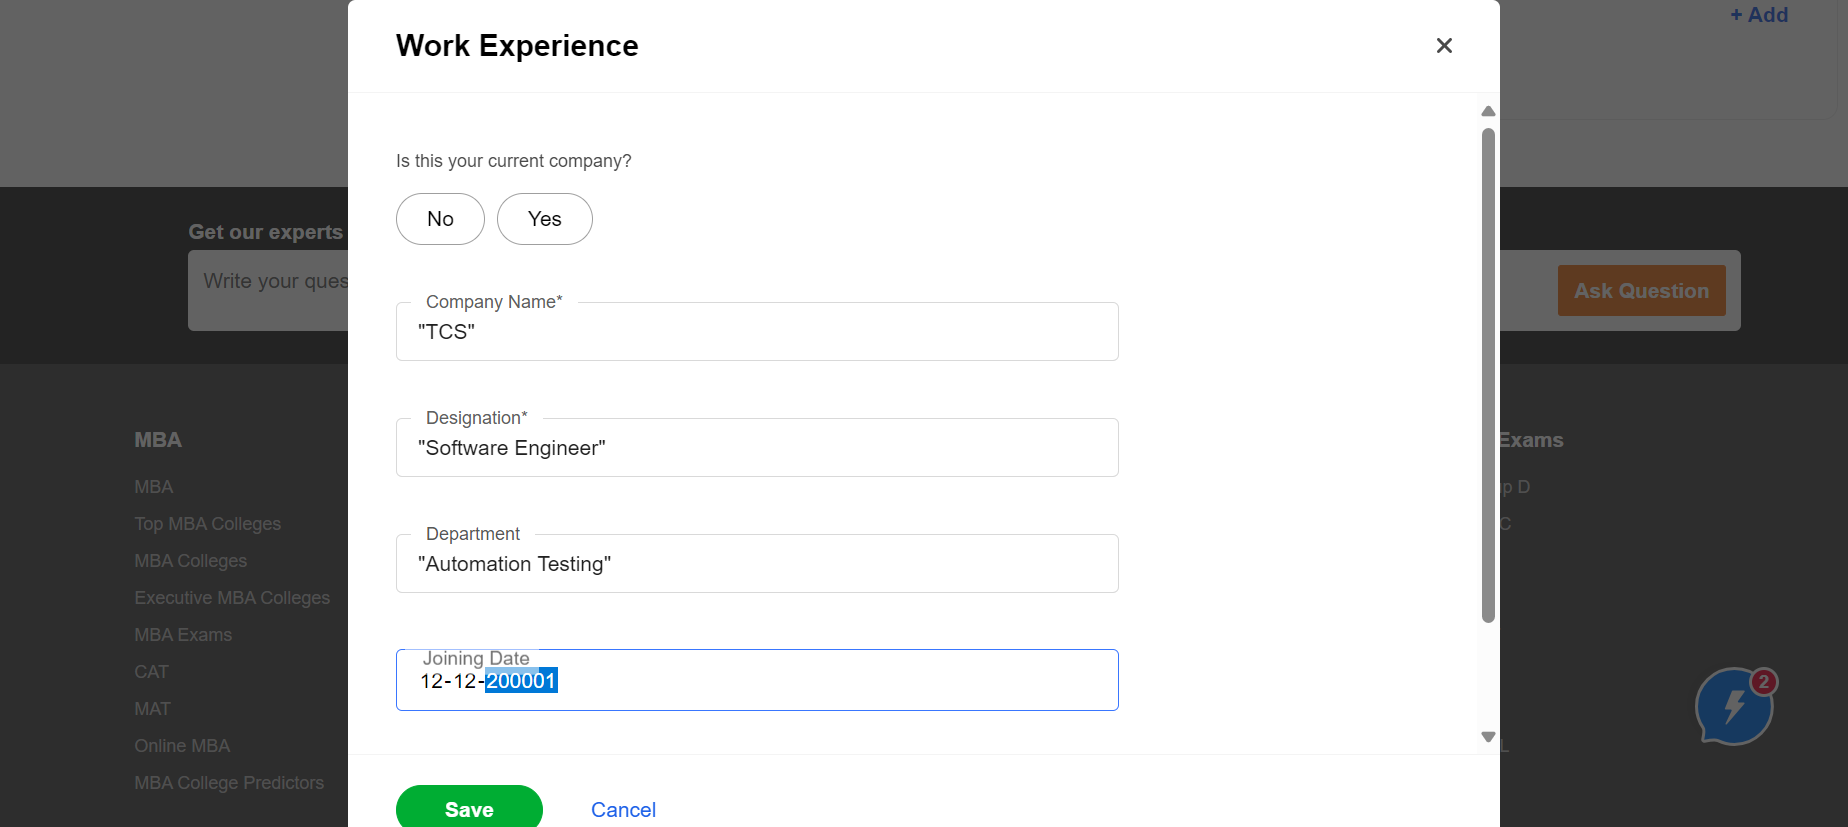 + Add
Work Experience
Is this your current company?
No
Yes
Get our experts
Write your ques
Ask Question
Company Name*
"TCS"
Designation*
"Software Engineer"
Department
"Automation Testing"
Joining Date
12-12-200001
Save
Cancel
MBA
MBA
Top MBA Colleges
MBA Colleges
Executive MBA Colleges
MBA Exams
CAT
MAT
Online MBA
MBA College Predictors
Exams
D
C
L
2